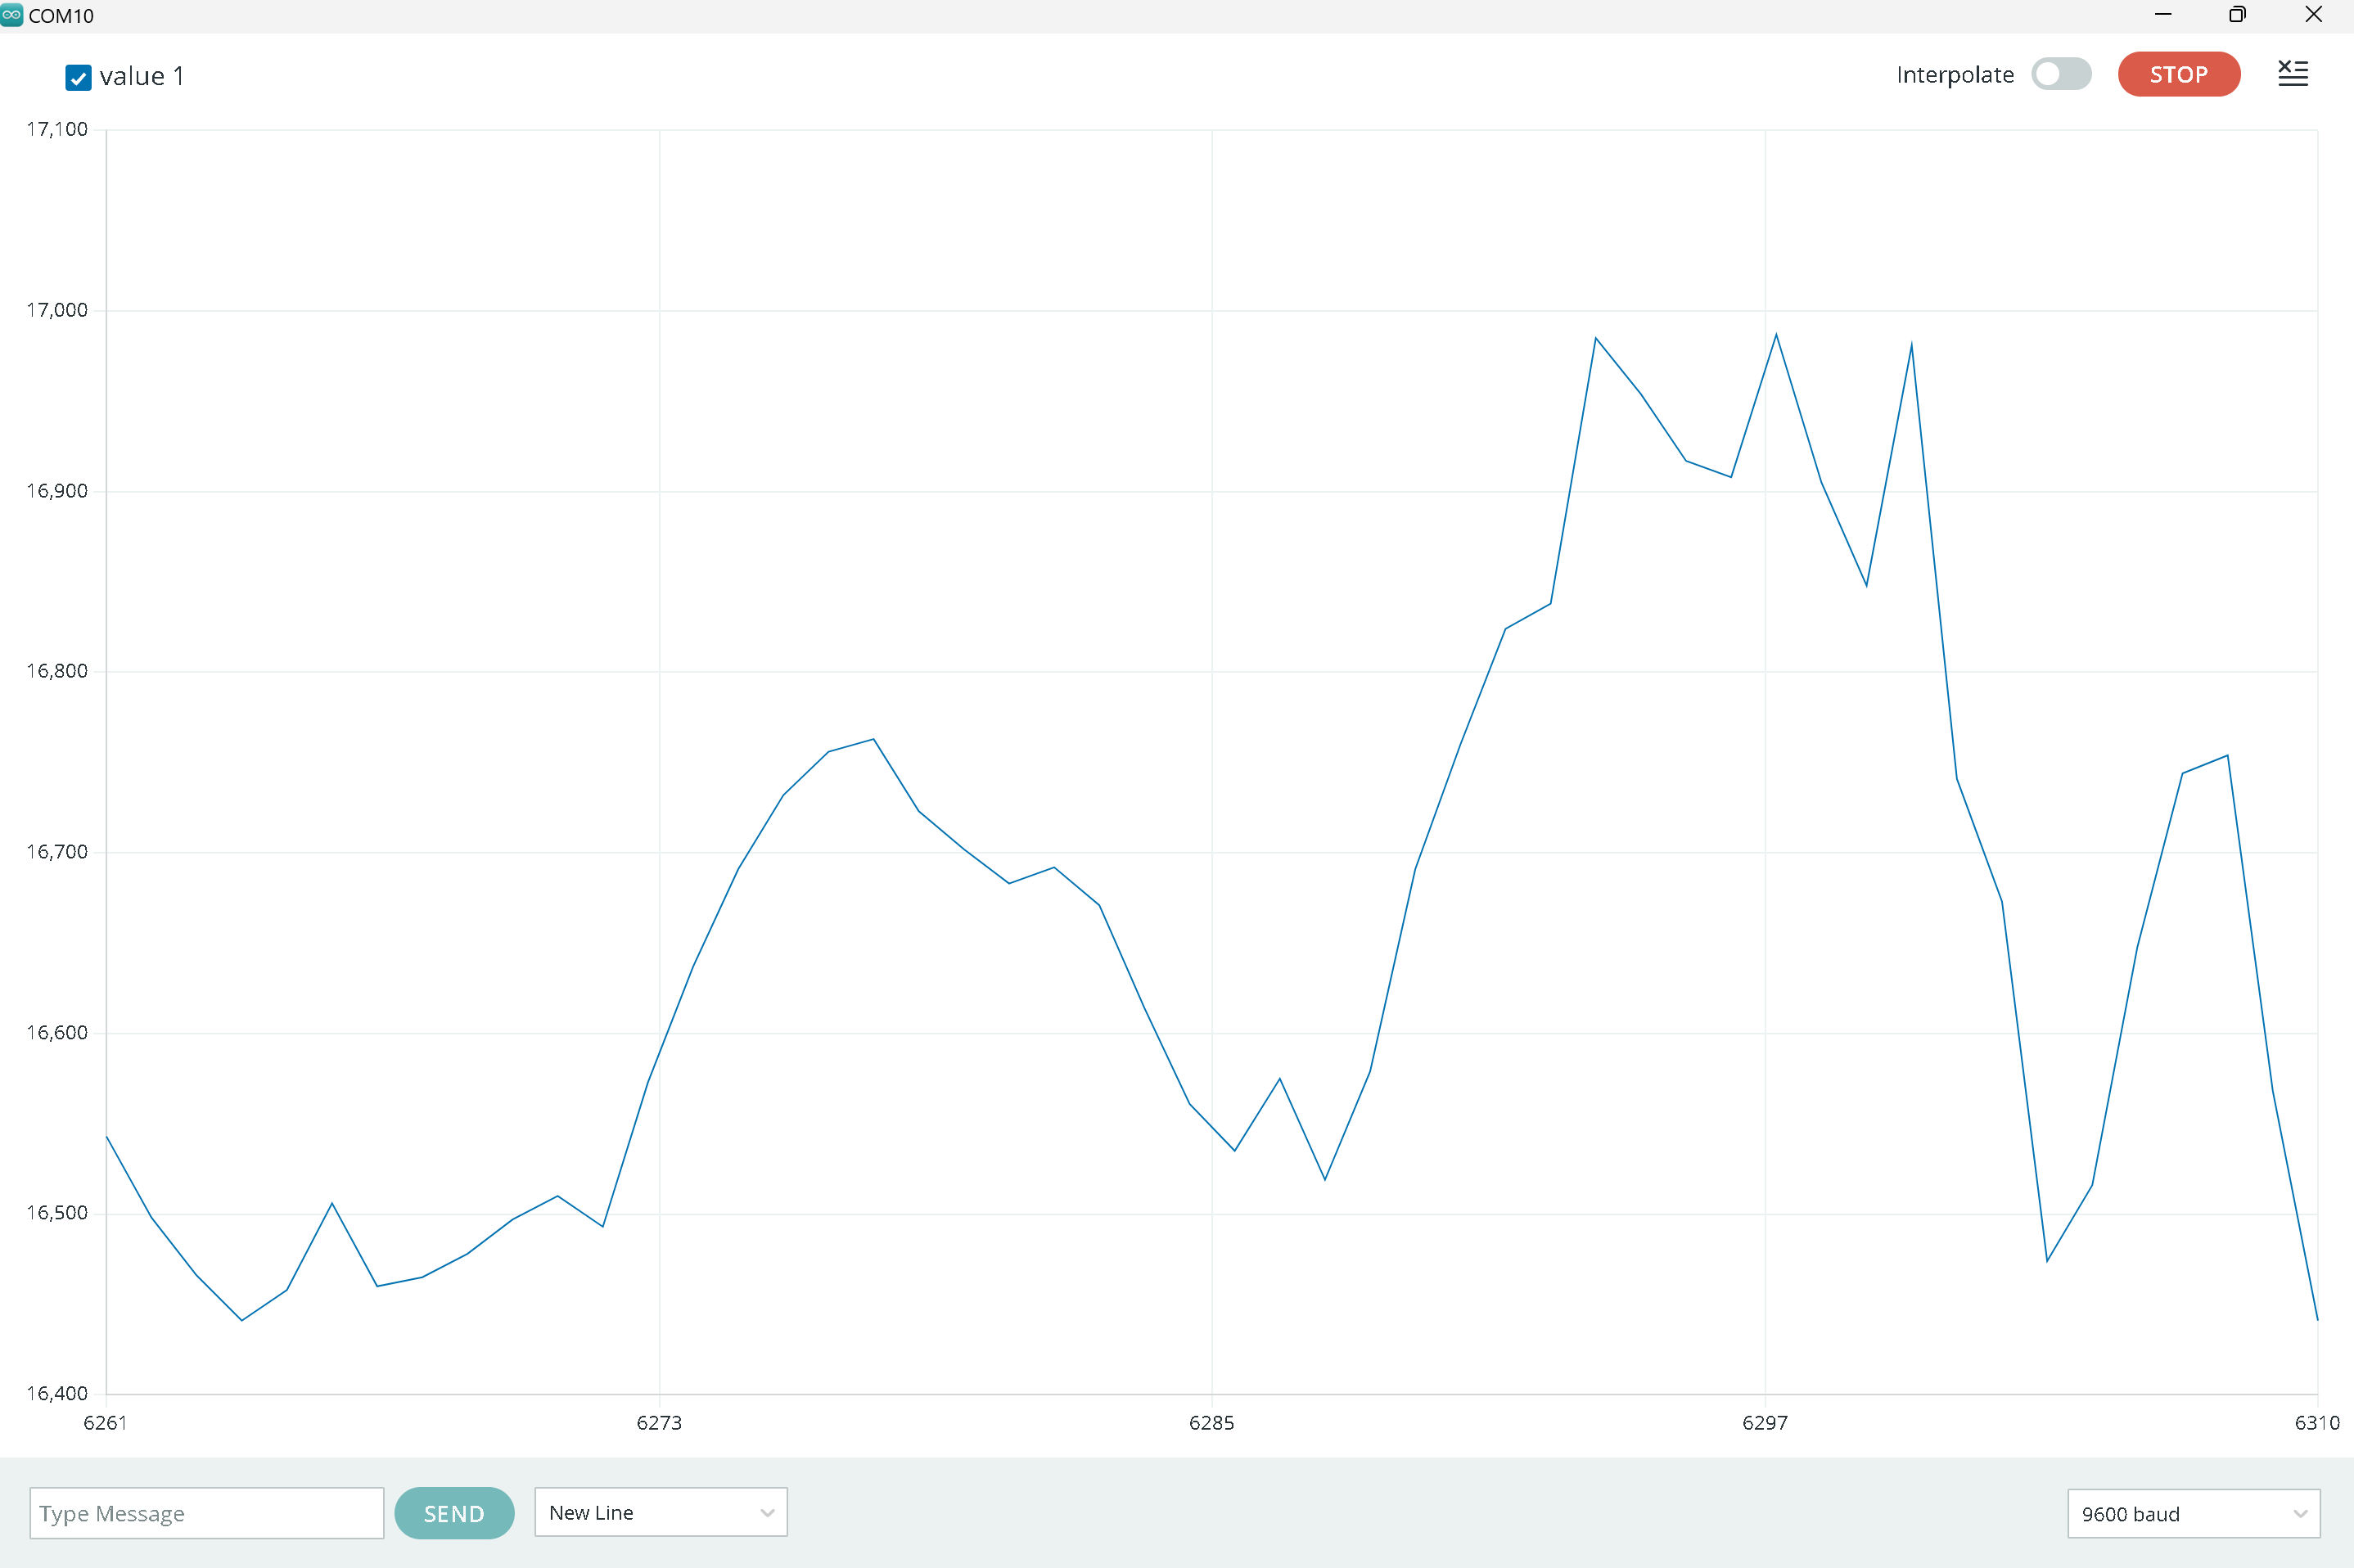 COM10
value 1
Interpolate
STOP
17,100
17,000
16,900
16,800
16,700
16,600
16,500
16,400
6261 6273 6285 6297 6310
Type Message SEND New Line 9600 baud